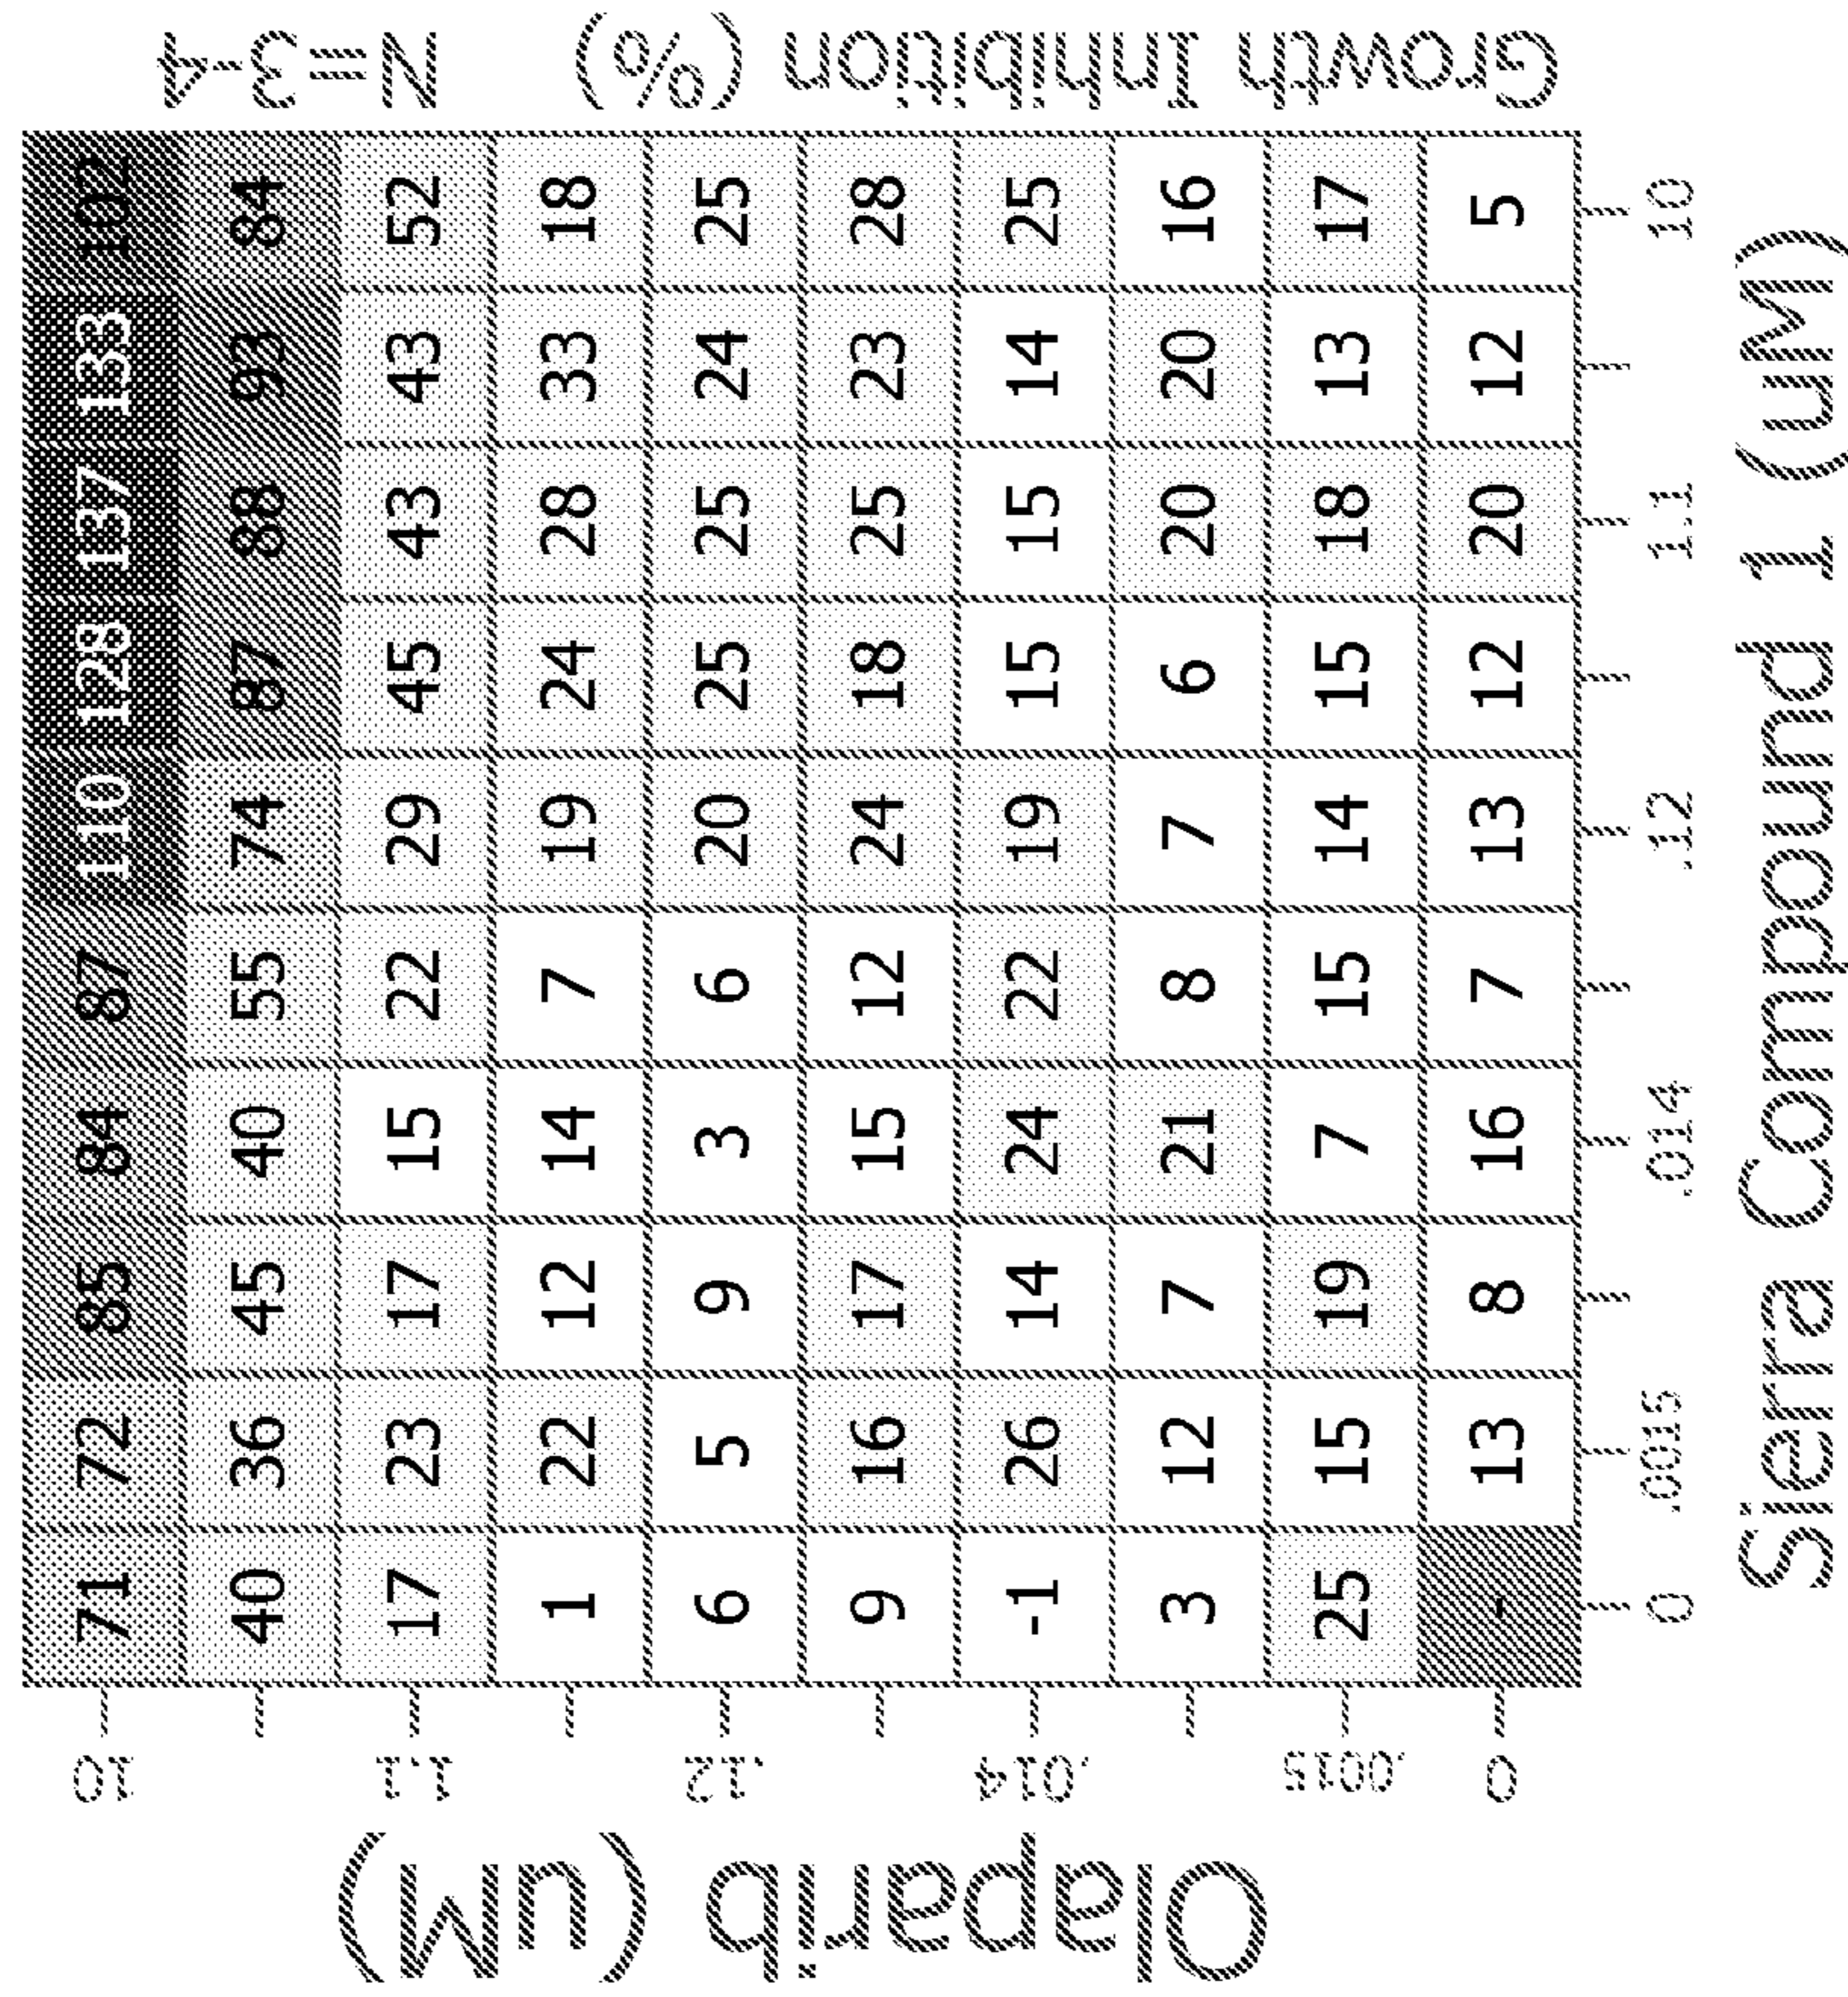 Olaparib (uM)
10 71 72 85 84 87 110 128 137 133 102
40 36 45 40 55 74 87 88 93 84
1.1 17 23 17 15 22 29 45 43 43 52
1 22 12 14 7 19 24 28 33 18
.12 6 5 9 3 6 20 25 25 24 25
9 16 17 15 12 24 18 25 23 28
.014 -1 26 14 24 22 19 15 15 14 25
3 12 7 21 8 7 6 20 20 16
.0015 25 15 19 7 15 14 15 18 13 17
0 - 13 8 16 7 13 12 20 12 5
0 .0015 .014 .12 1.1 10
Sierra Compound 1 (uM)
Growth Inhibition (%) N=3-4